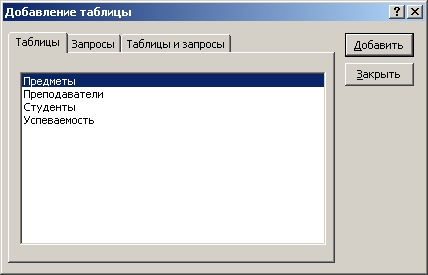 Добавление таблицы
Таблицы Запросы Таблицы и запросы
Предметы
Преподаватели
Студенты
Успеваемость
Добавить
Закрыть